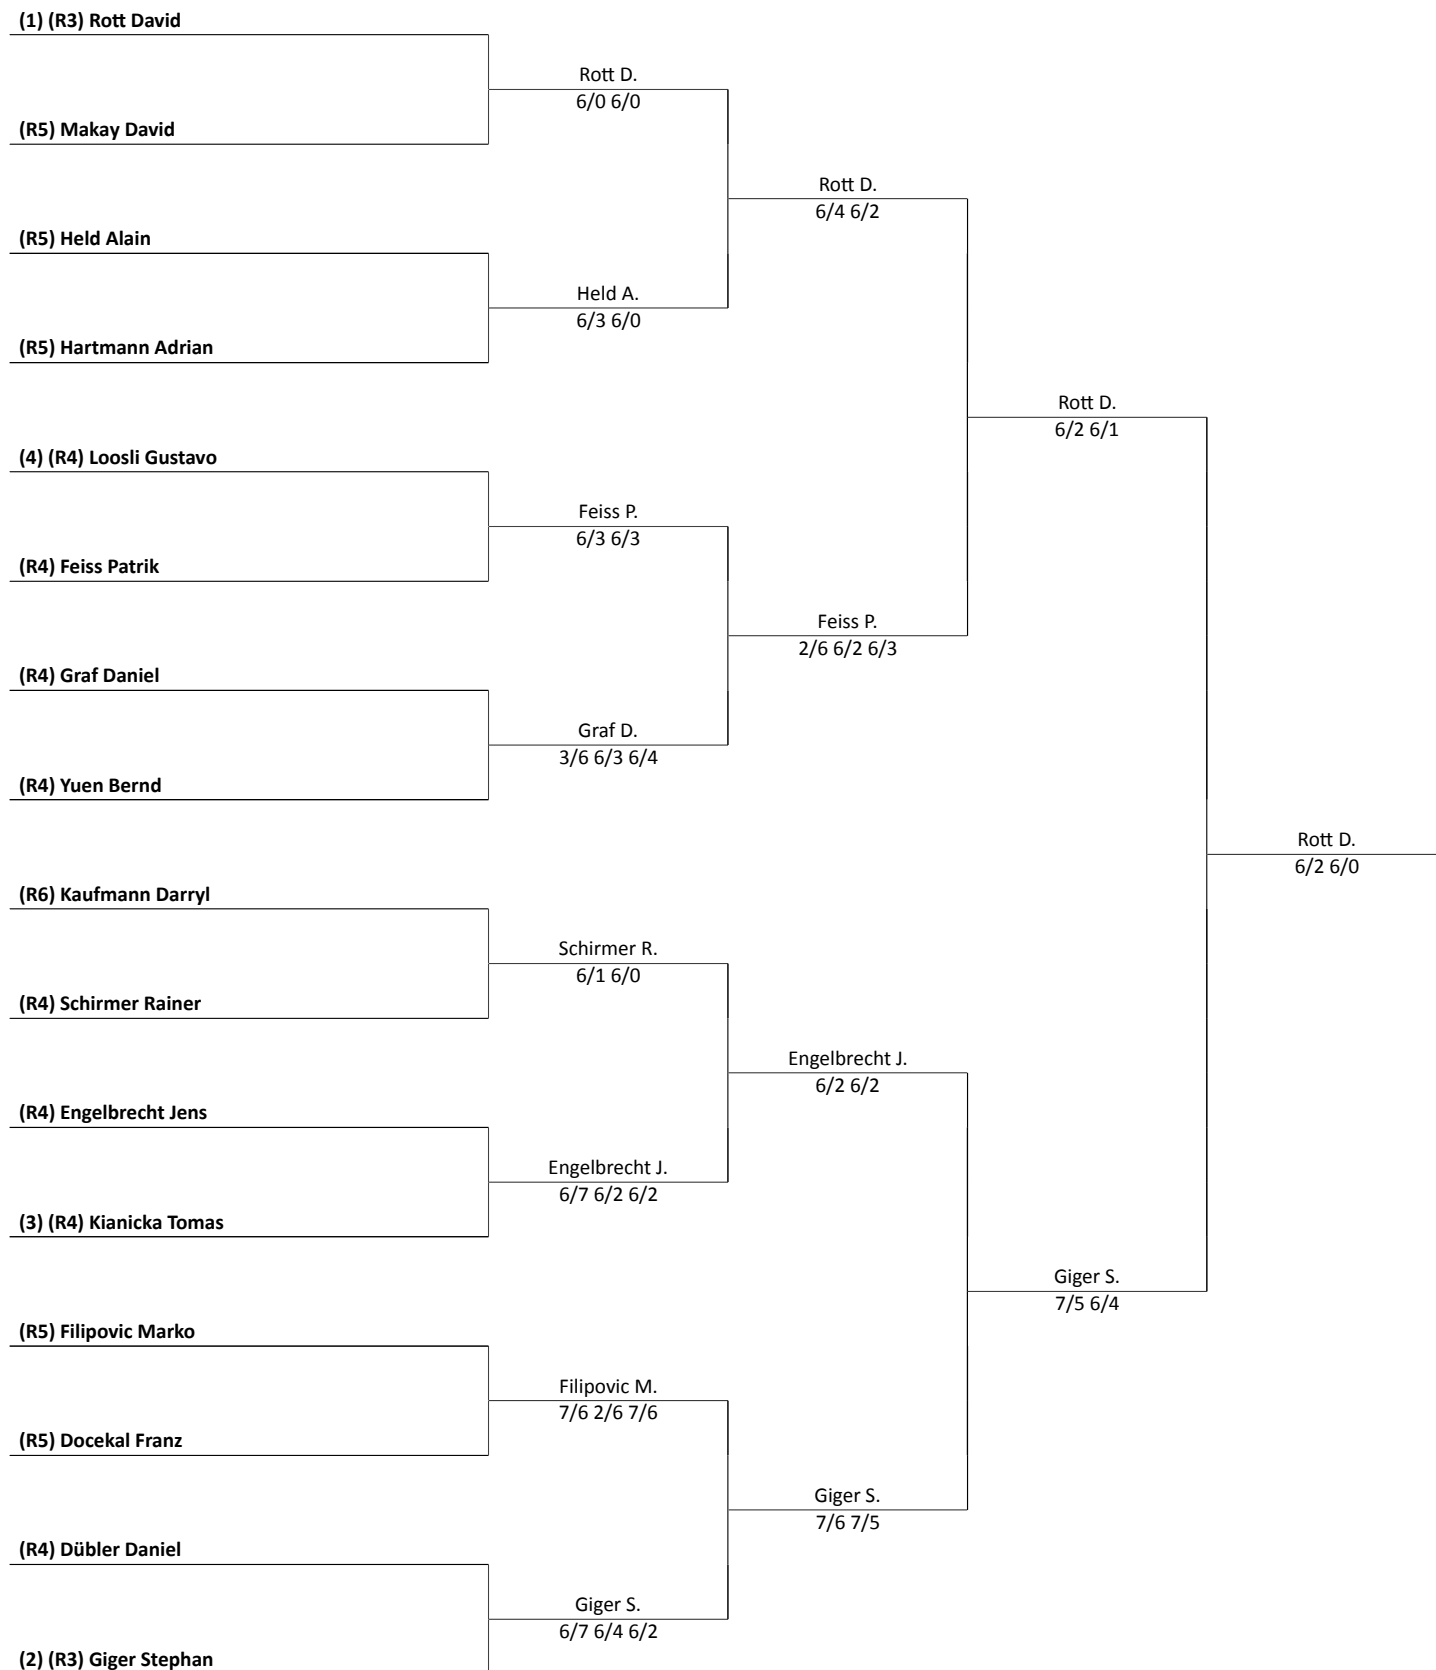 (1) (R3) Rott David
Rott D.
6/0 6/0
(R5) Makay David
Rott D.
6/4 6/2
(R5) Held Alain
Held A.
6/3 6/0
(R5) Hartmann Adrian
Rott D.
6/2 6/1
(4) (R4) Loosli Gustavo
Feiss P.
6/3 6/3
(R4) Feiss Patrik
Feiss P.
2/6 6/2 6/3
(R4) Graf Daniel
Graf D.
3/6 6/3 6/4
(R4) Yuen Bernd
Rott D.
6/2 6/0
(R6) Kaufmann Darryl
Schirmer R.
6/1 6/0
(R4) Schirmer Rainer
Engelbrecht J.
6/2 6/2
(R4) Engelbrecht Jens
Engelbrecht J.
6/7 6/2 6/2
(3) (R4) Kianicka Tomas
Giger S.
7/5 6/4
(R5) Filipovic Marko
Filipovic M.
7/6 2/6 7/6
(R5) Docekal Franz
Giger S.
7/6 7/5
(R4) Dübler Daniel
Giger S.
6/7 6/4 6/2
(2) (R3) Giger Stephan